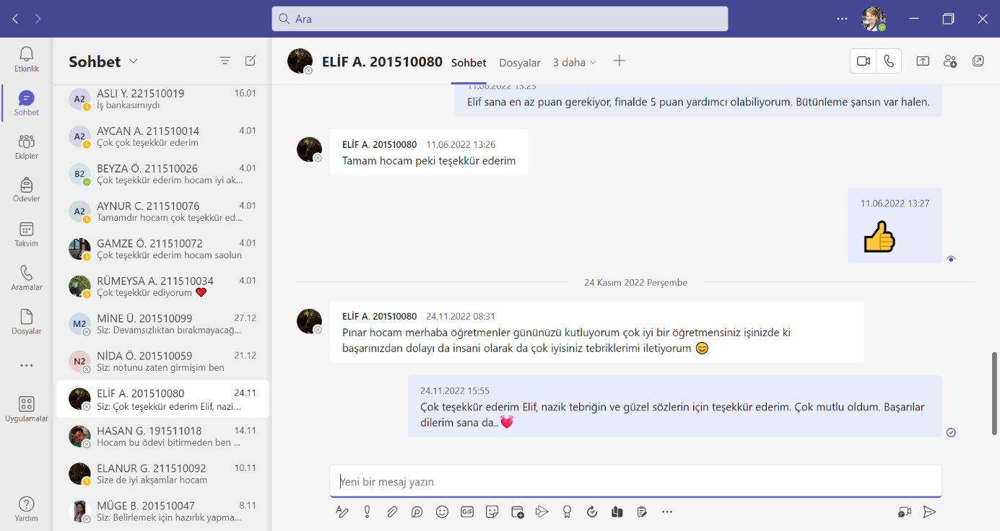 Ara
Etkinlik
Sohbet
Ekipler
Ödevler
Takvim
Aramalar
Dosyalar
Uygulamalar
Yardım
Sohbet
A2
ASLI Y. 221510019 16.01
İş bankasımıydı
A2
AYCAN A. 211510014 4.01
Çok çok teşekkür ederim
B2
BEYZA Ö. 211510026 4.01
Çok teşekkür ederim hocam iyi ak...
A2
AYNUR C. 211510076 4.01
Tamamdır hocam çok teşekkür ed...
GAMZE Ö. 211510072 4.01
Çok teşekkür ederim hocam saolun
RÜMEYSA A. 211510034 4.01
Çok teşekkür ediyorum ❤️
M2
MİNE Ü. 201510099 27.12
Siz: Devamsızlıktan bırakmayacağ...
N2
NİDA Ö. 201510059 21.12
Siz: notunu zaten girmişim ben
ELİF A. 201510080 24.11
Siz: Çok teşekkür ederim Elif, nazi...
HASAN G. 191511018 14.11
Hocam bu ödevi bitirmeden ben ...
ELANUR G. 211510092 10.11
Size de iyi akşamlar hocam
MÜGE B. 201510047 8.11
Siz: Belirlemek için hazırlık yapma...
ELİF A. 201510080 Sohbet Dosyalar 3 daha
11.06.2022 13:25
Elif sana en az puan gerekiyor, finalde 5 puan yardımcı olabiliyorum. Bütünleme şansın var halen.
ELİF A. 201510080 11.06.2022 13:26
Tamam hocam peki teşekkür ederim
11.06.2022 13:27
👍
24 Kasım 2022 Perşembe
ELİF A. 201510080 24.11.2022 08:31
Pınar hocam merhaba öğretmenler gününüzü kutluyorum çok iyi bir öğretmensiniz işinizde ki
başarınızdan dolayı da insani olarak da çok iyisiniz tebriklerimi iletiyorum 😊
24.11.2022 15:55
Çok teşekkür ederim Elif, nazik tebriğin ve güzel sözlerin için teşekkür ederim. Çok mutlu oldum. Başarılar
dilerim sana da.. 💓
Yeni bir mesaj yazın
GIF